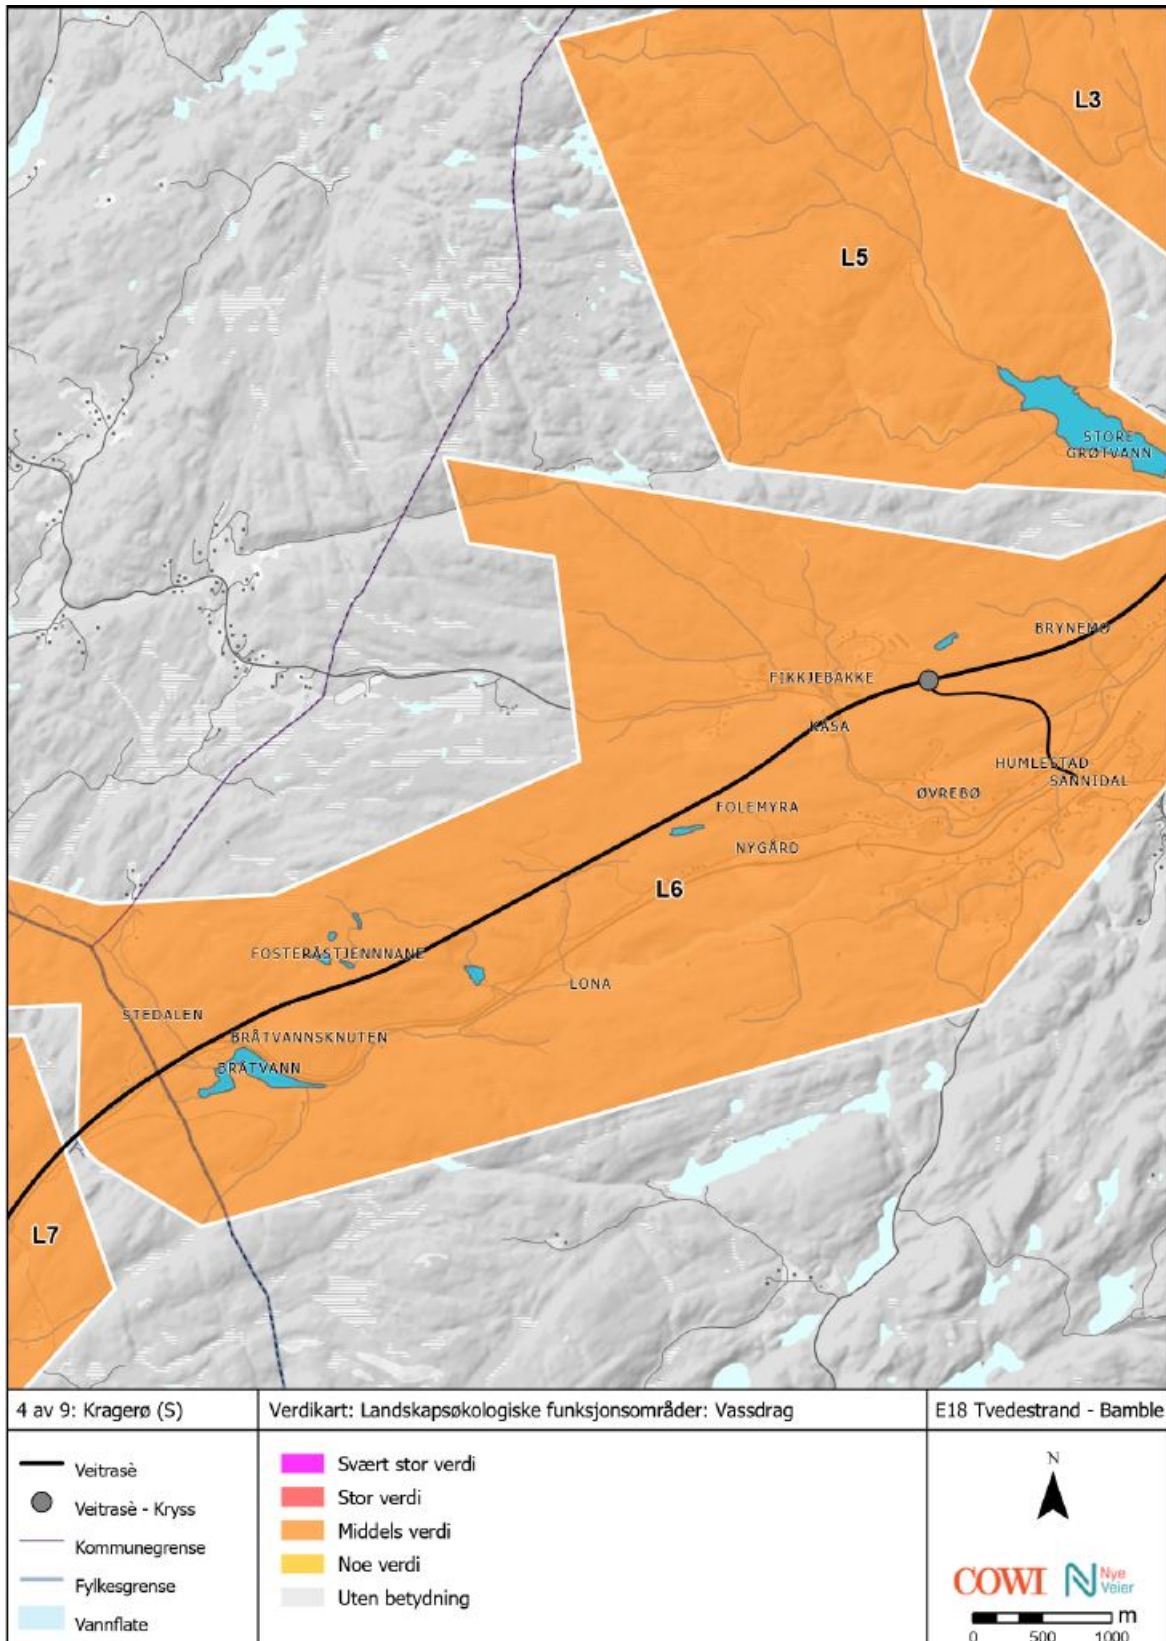 L3
L5
STORE
GRØTVANN
BRYNEMØ
FIKKJEBAKKE
KÅSA
HUMLESTAD
SANNIDAL
ØVREBØ
FOLEMYRA
NYGÅRD
L6
FOSTERÅSTJENNNANE
LONA
STEDALEN
BRÅTVANNSKNUTEN
BRÅTVANN
L7
4 av 9: Kragerø (S)
Verdikart: Landskapsøkologiske funksjonsområder: Vassdrag
E18 Tvedestrand - Bamble
Veitrasè
Veitrasè - Kryss
Kommunegrense
Fylkesgrense
Vannflate
Svært stor verdi
Stor verdi
Middels verdi
Noe verdi
Uten betydning
N
COWI
Nye
Veier
m
0 500 1000